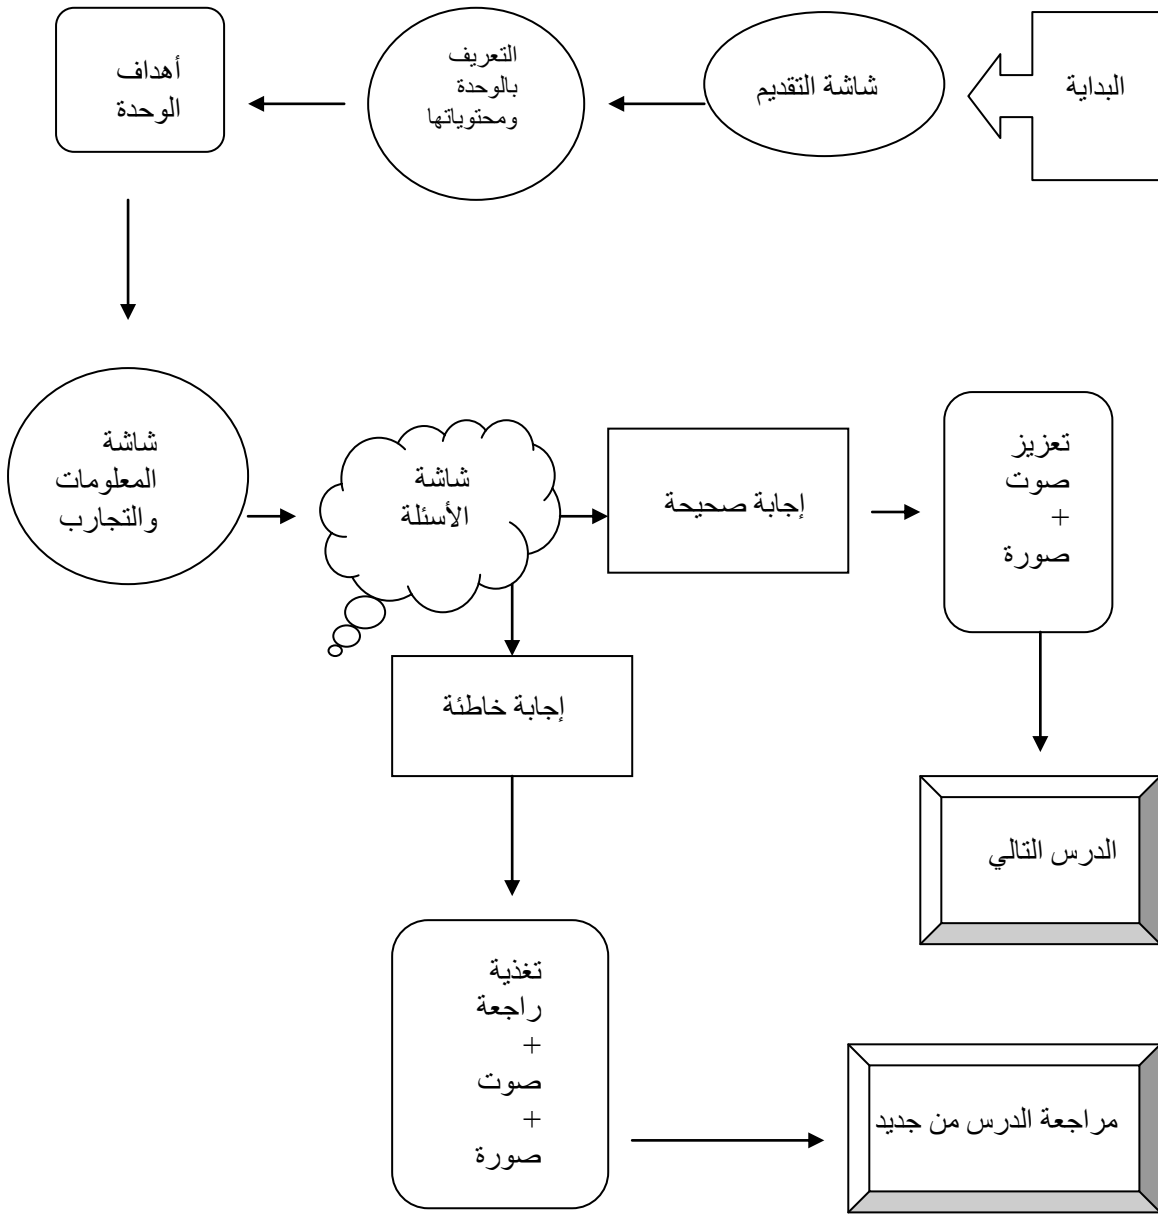 البداية
شاشة التقديم
التعريف
بالوحدة
ومحتوياتها
أهداف
الوحدة
شاشة
المعلومات
والتجارب
شاشة
الأسئلة
إجابة صحيحة
تعزيز
صوت
+
صورة
إجابة خاطئة
الدرس التالي
تغذية
راجعة
+
صوت
+
صورة
مراجعة الدرس من جديد